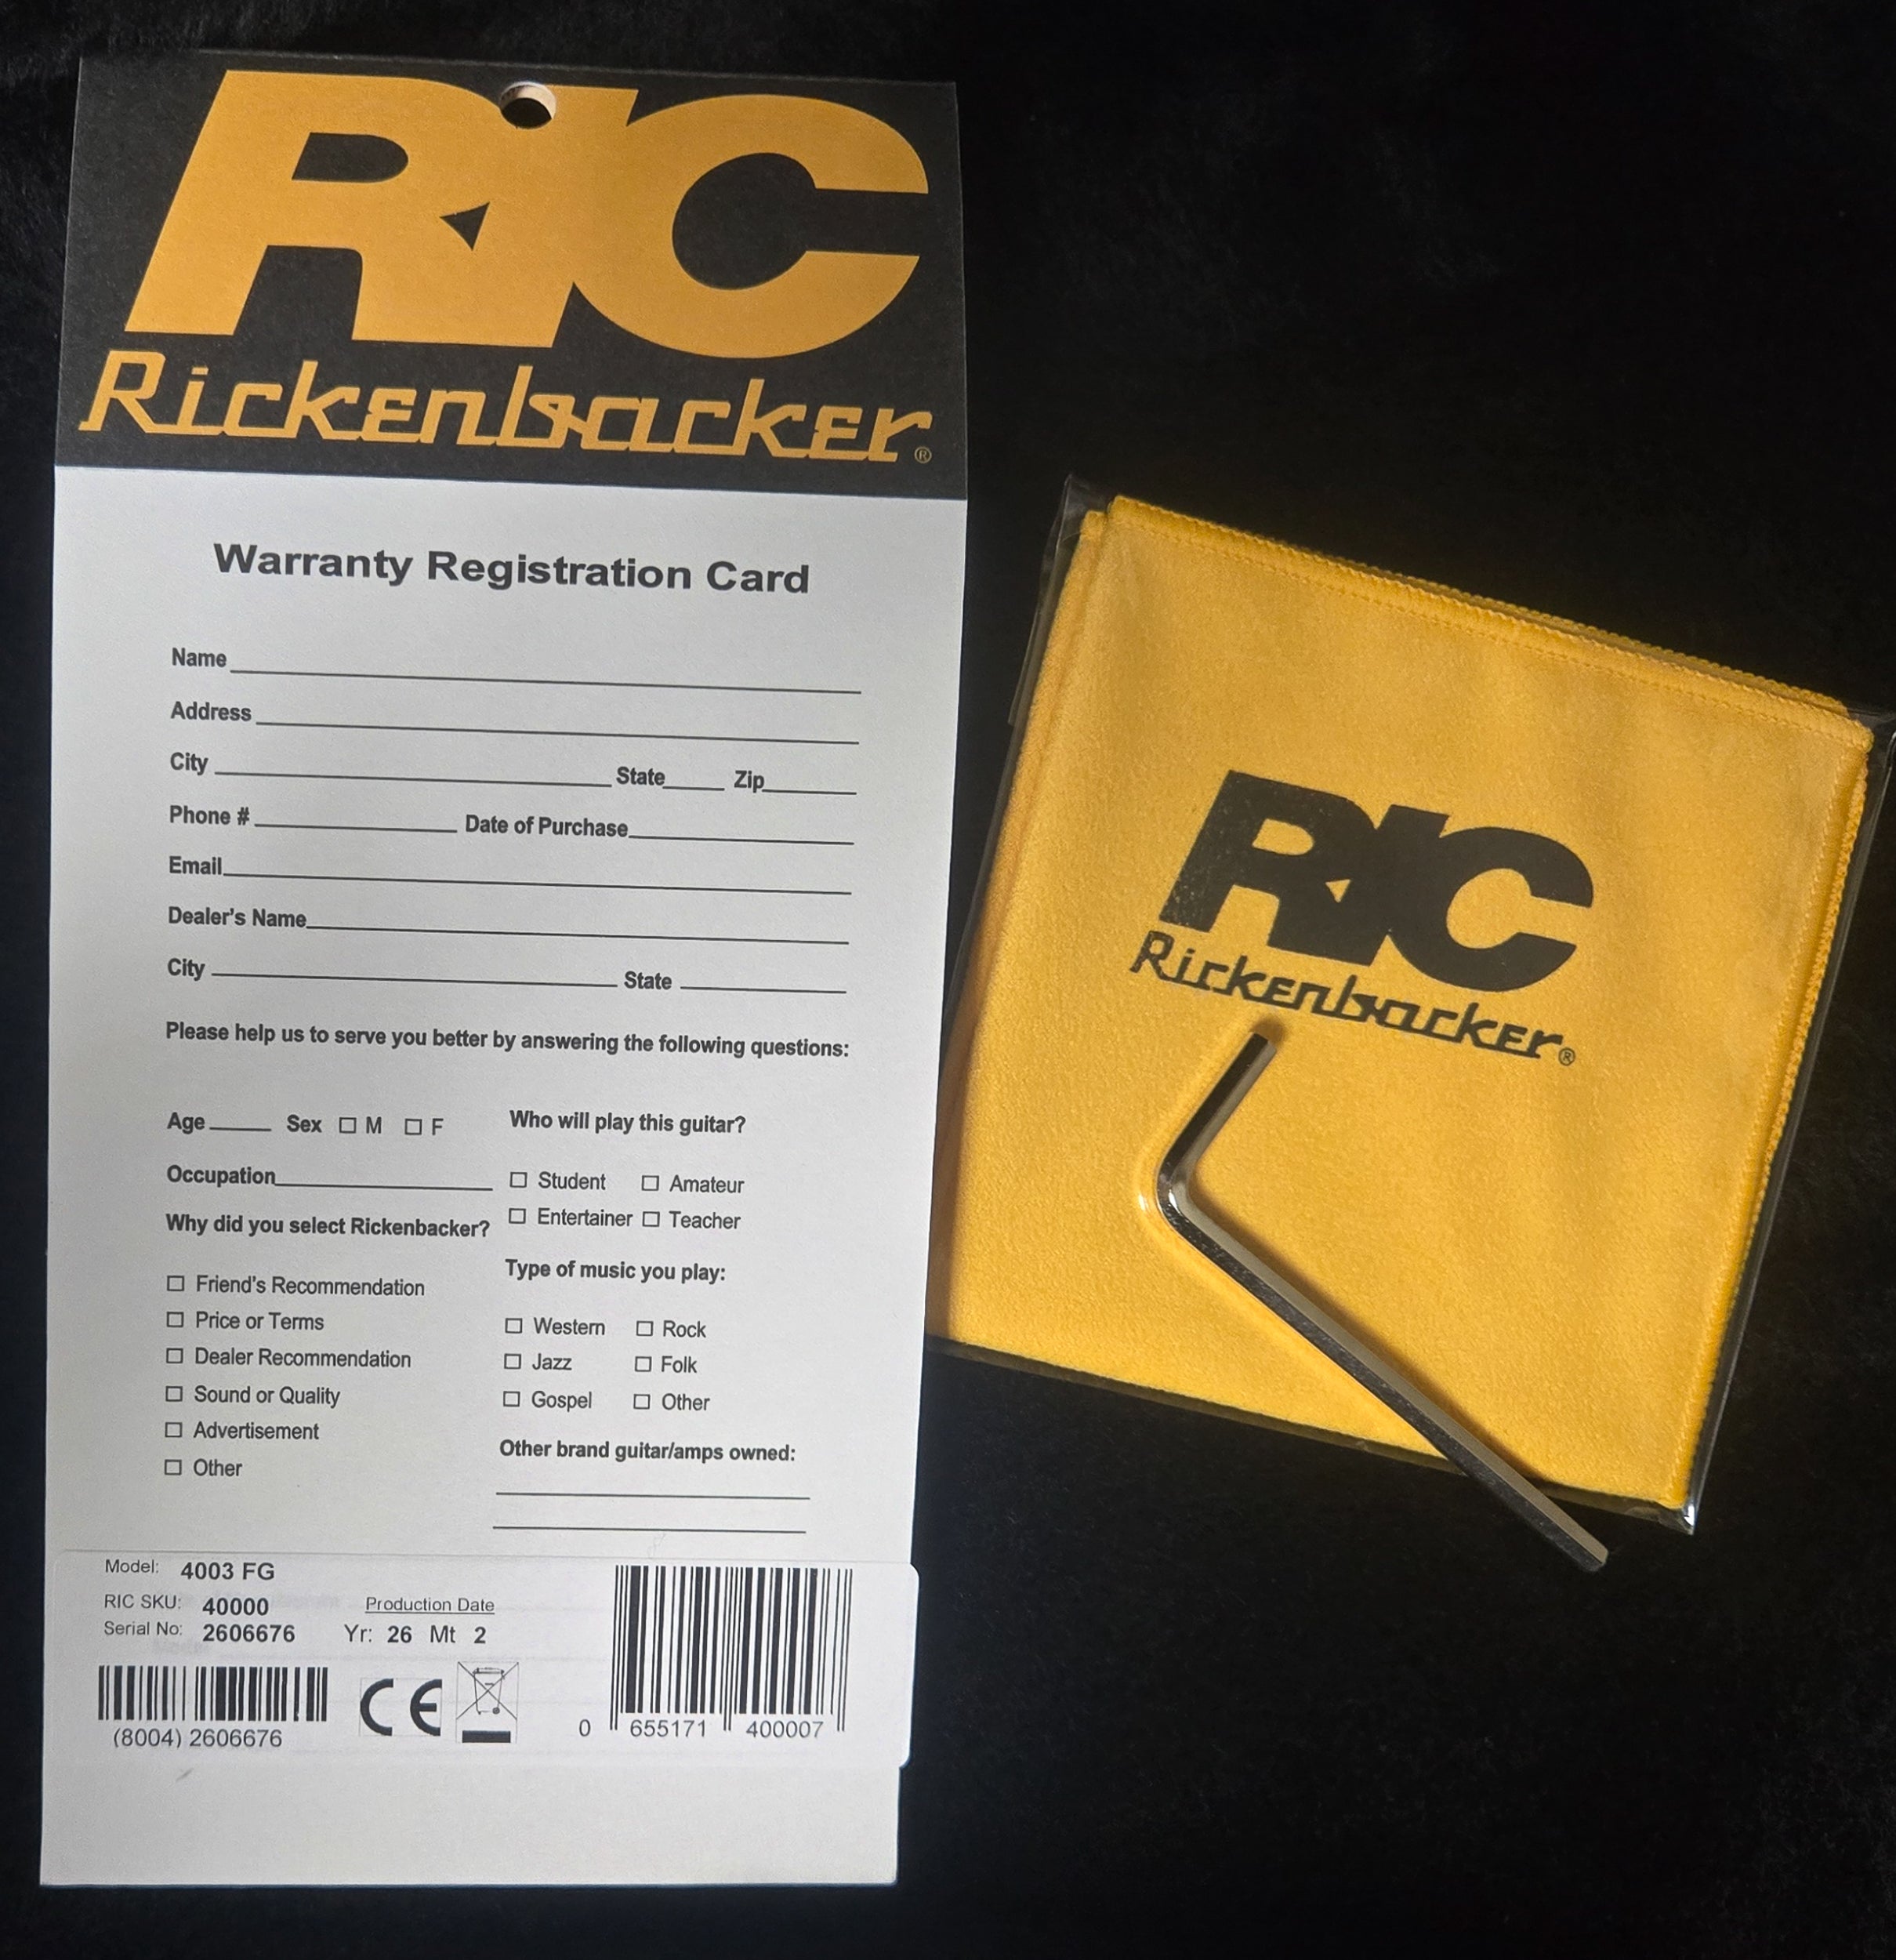 RIC
Rickenbacker®
Warranty Registration Card
Name
Address
City State Zip
Phone # Date of Purchase
Email
Dealer's Name
City State
Please help us to serve you better by answering the following questions:
Age Sex M F
Occupation
Why did you select Rickenbacker?
Friend's Recommendation
Price or Terms
Dealer Recommendation
Sound or Quality
Advertisement
Other
Who will play this guitar?
Student Amateur
Entertainer Teacher
Type of music you play:
Western Rock
Jazz Folk
Gospel Other
Other brand guitar/amps owned:
Model: 4003 FG
RIC SKU: 40000
Serial No: 2606676
Production Date
Yr: 26 Mt 2
(8004) 2606676
CE
0 655171 400007
RIC
Rickenbacker®